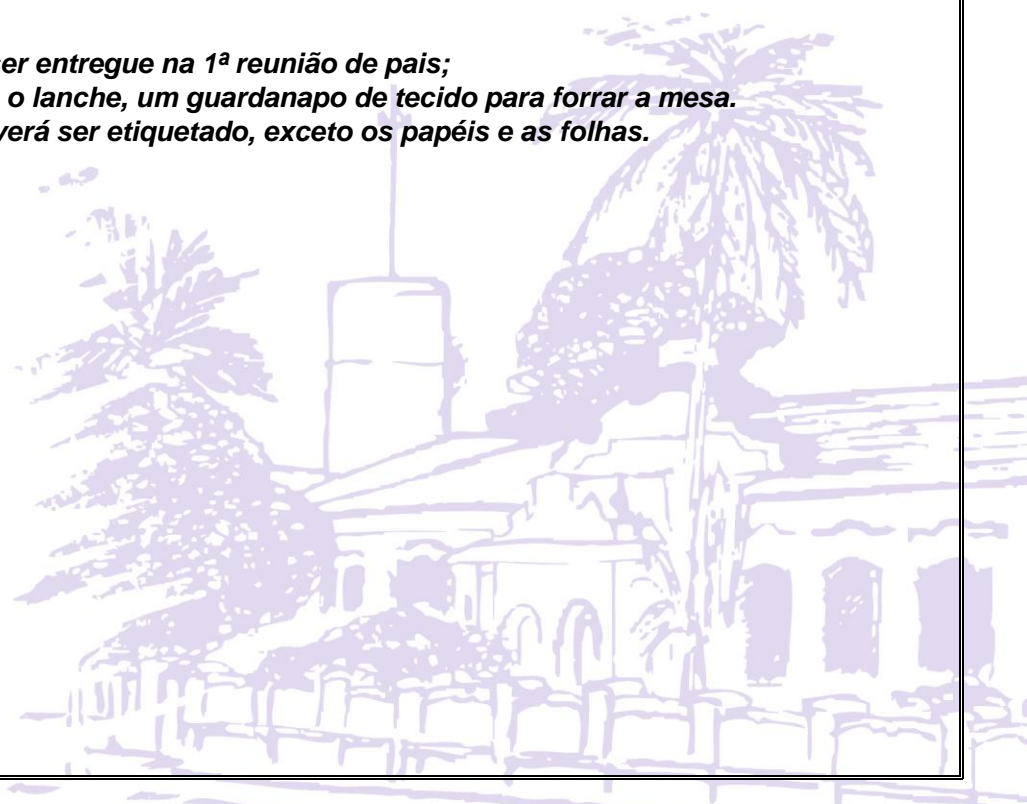 er entregue na 1ª reunião de pais;
o lanche, um guardanapo de tecido para forrar a mesa.
verá ser etiquetado, exceto os papéis e as folhas.